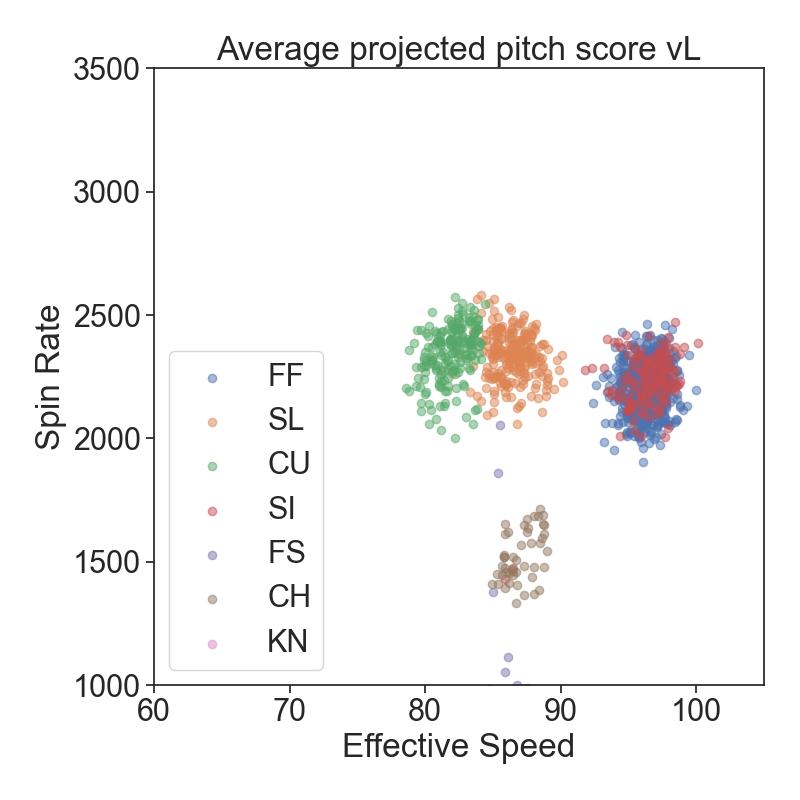 Average projected pitch score vL
3500
3000
2500
2000
1500
1000
Spin Rate
FF
SL
CU
SI
FS
CH
KN
60
70
80
90
100
Effective Speed